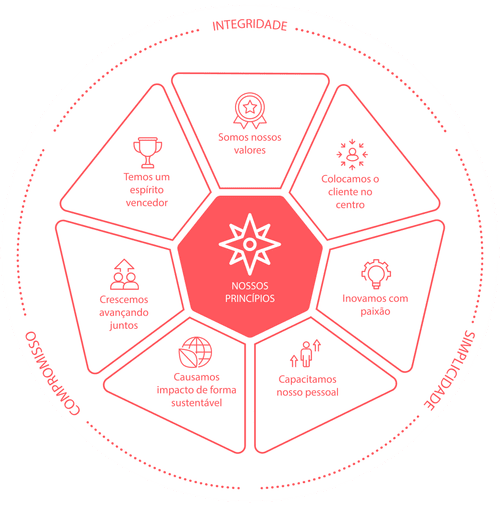 INTEGRIDADE
Somos nossos
valores
Temos um
espírito
vencedor
Colocamos o
cliente no
centro
NOSSOS
PRINCÍPIOS
Crescemos
avançando
juntos
Inovamos com
paixão
Causamos
impacto de forma
sustentável
Capacitamos
nosso pessoal
COMPROMISSO
SIMPLICIDADE